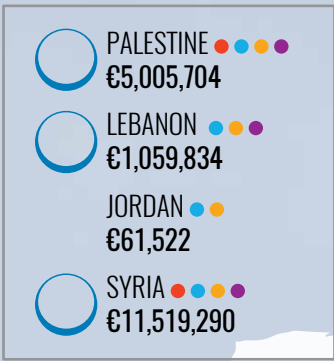 PALESTINE
€5,005,704
LEBANON
€1,059,834
JORDAN
€61,522
SYRIA
€11,519,290